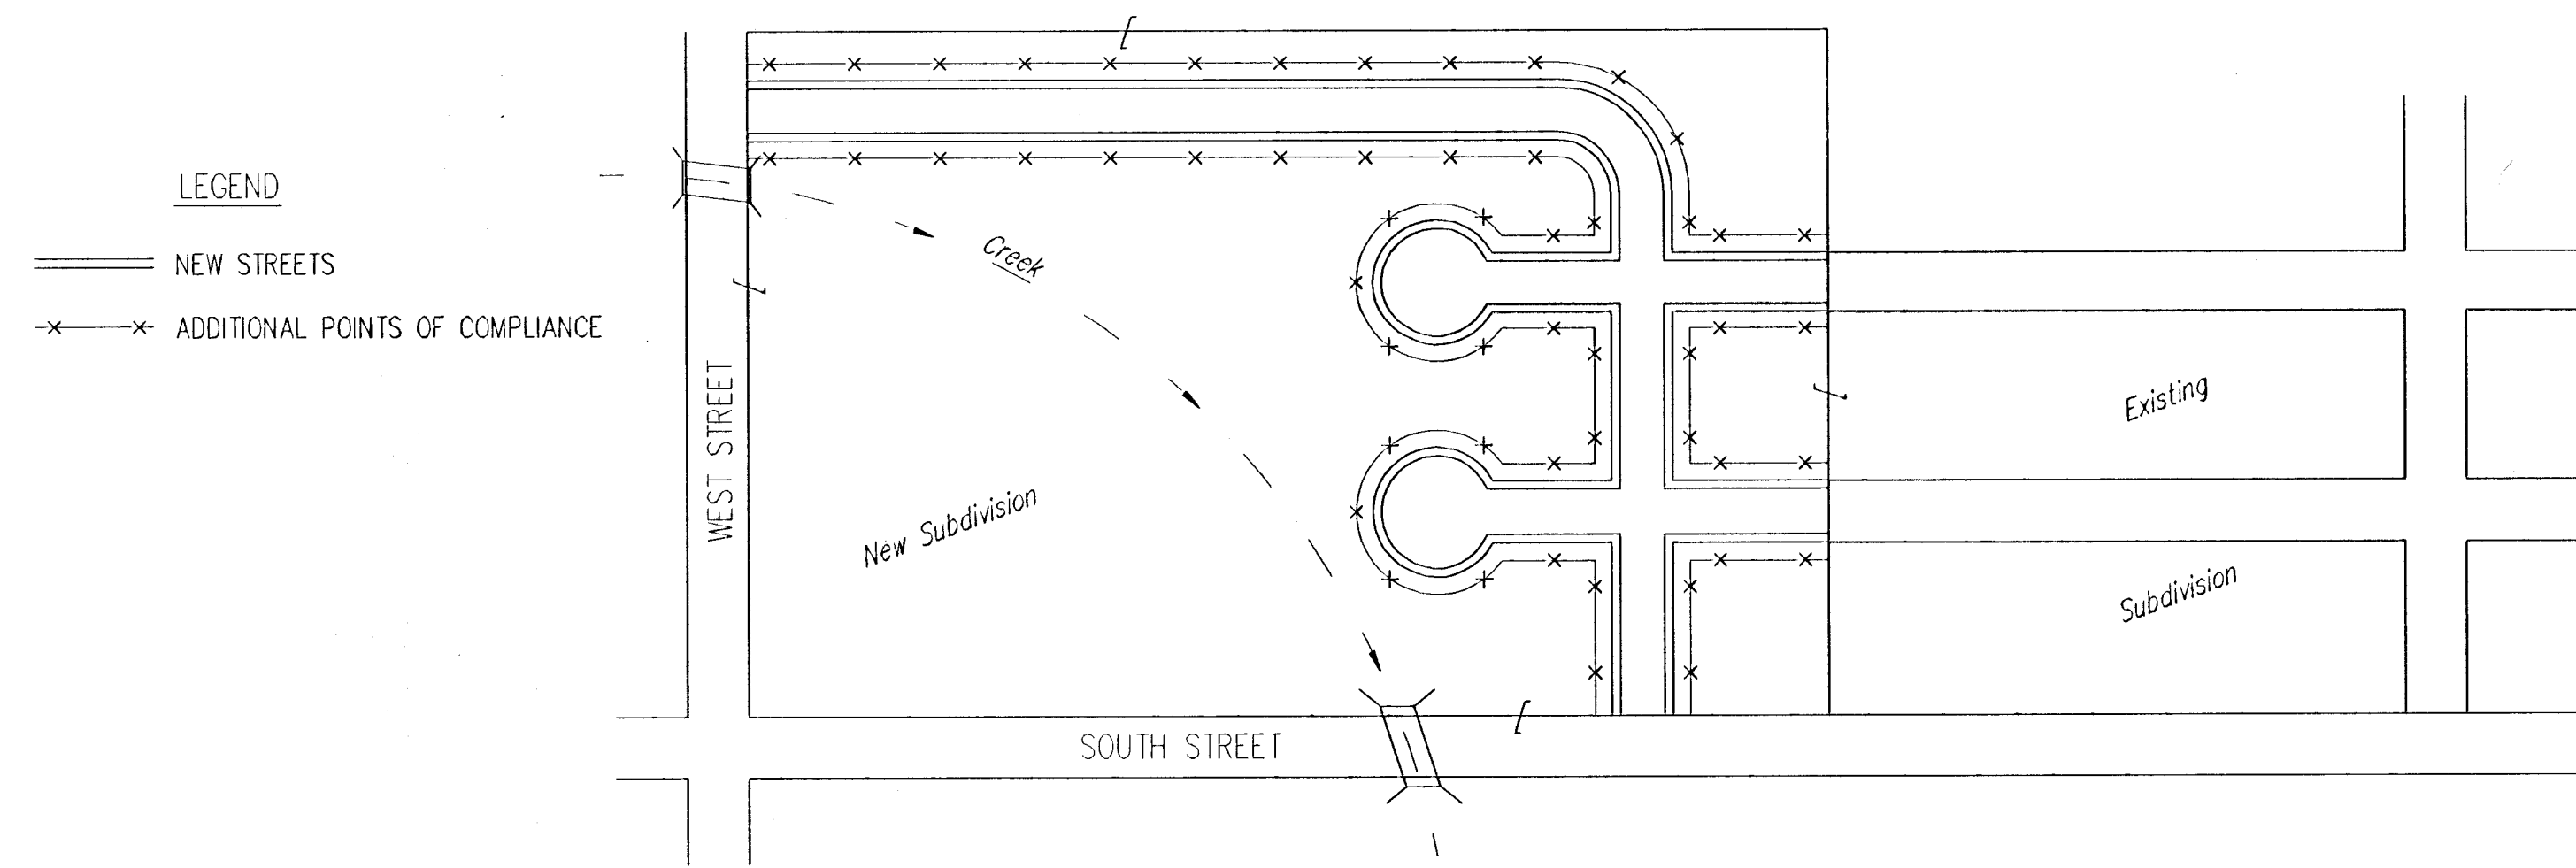 LEGEND
NEW STREETS
ADDITIONAL POINTS OF COMPLIANCE
WEST STREET
Creek
New Subdivision
SOUTH STREET
Existing
Subdivision